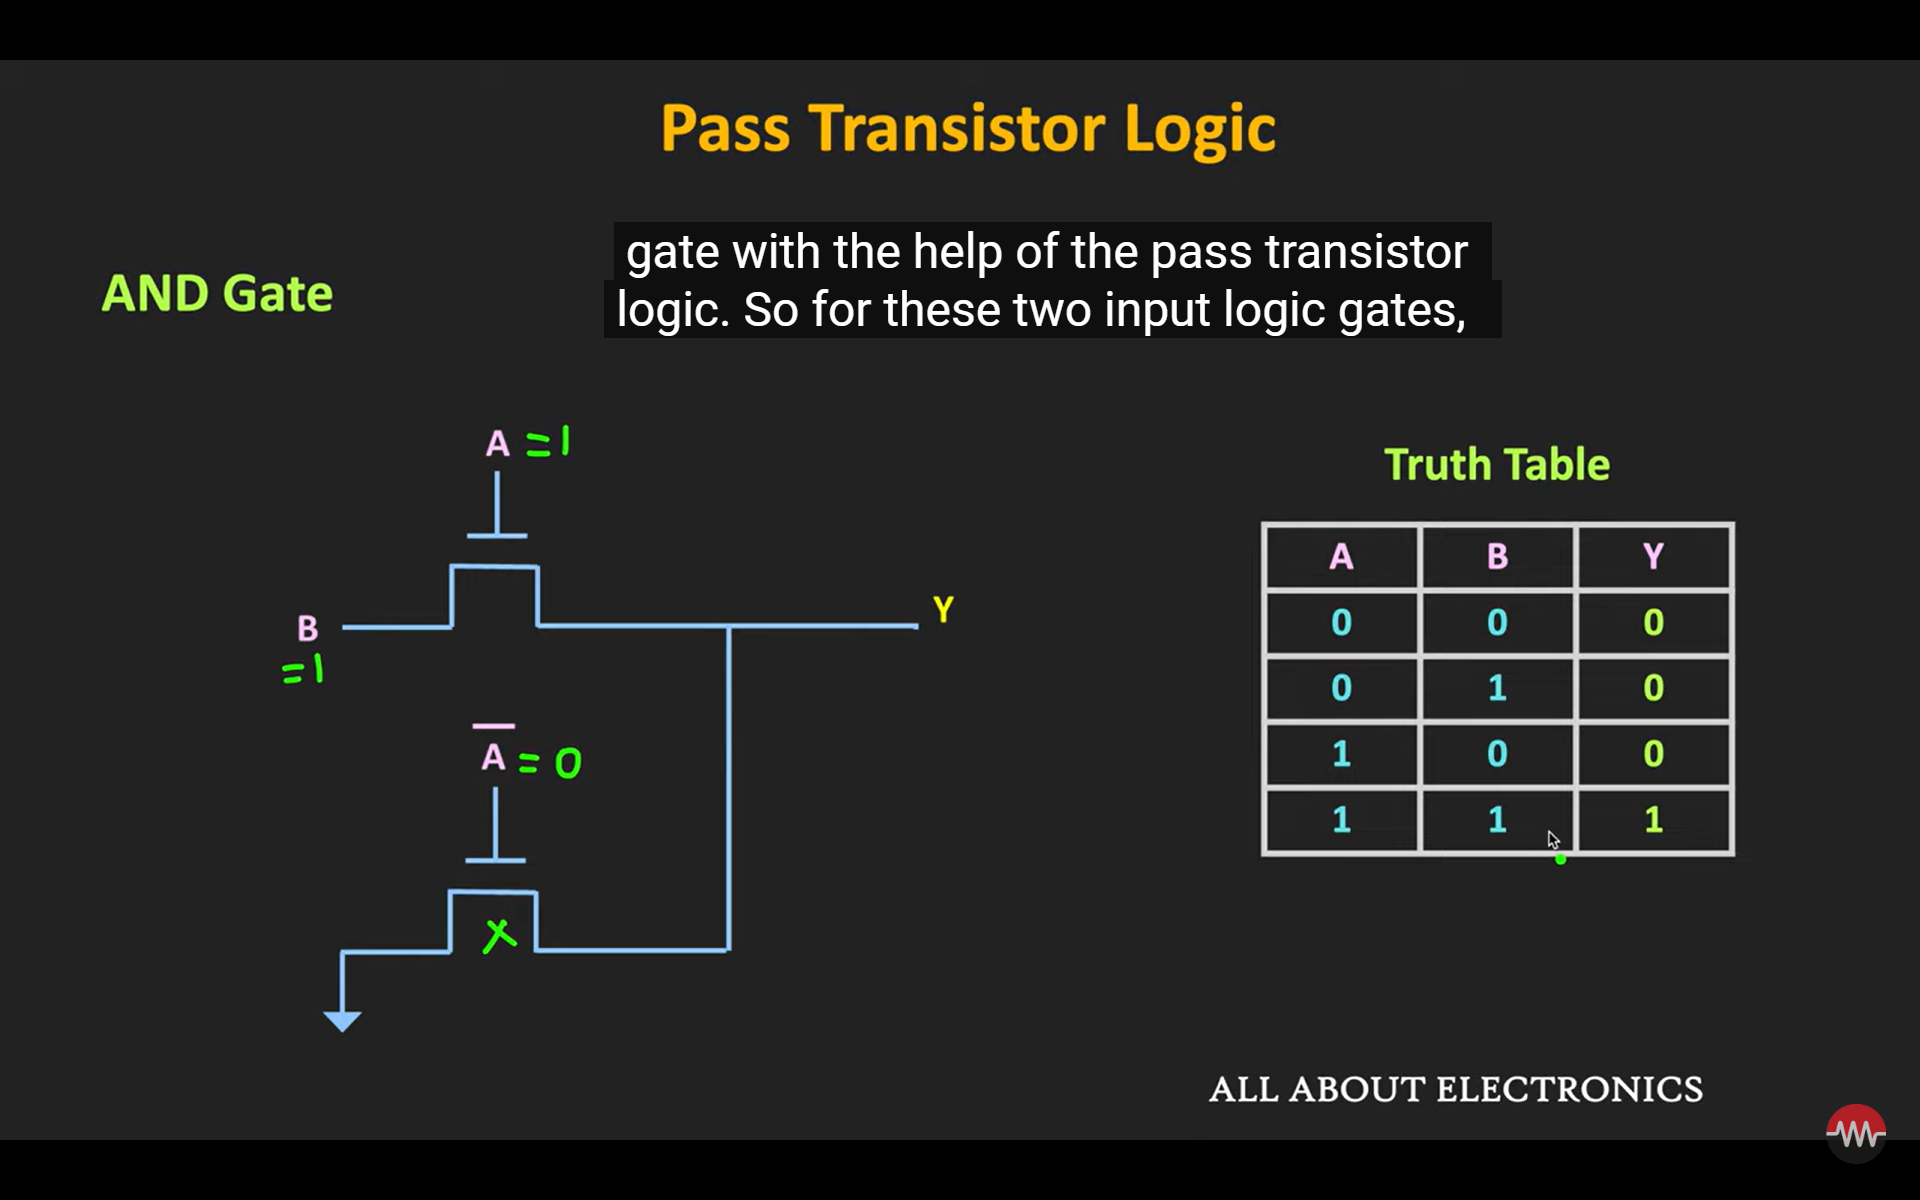 Pass Transistor Logic
gate with the help of the pass transistor
logic. So for these two input logic gates,
AND Gate
A =1
B
=1
Y
A̅ = 0
X
Truth Table
A B Y
0 0 0
0 1 0
1 0 0
1 1 1
ALL ABOUT ELECTRONICS